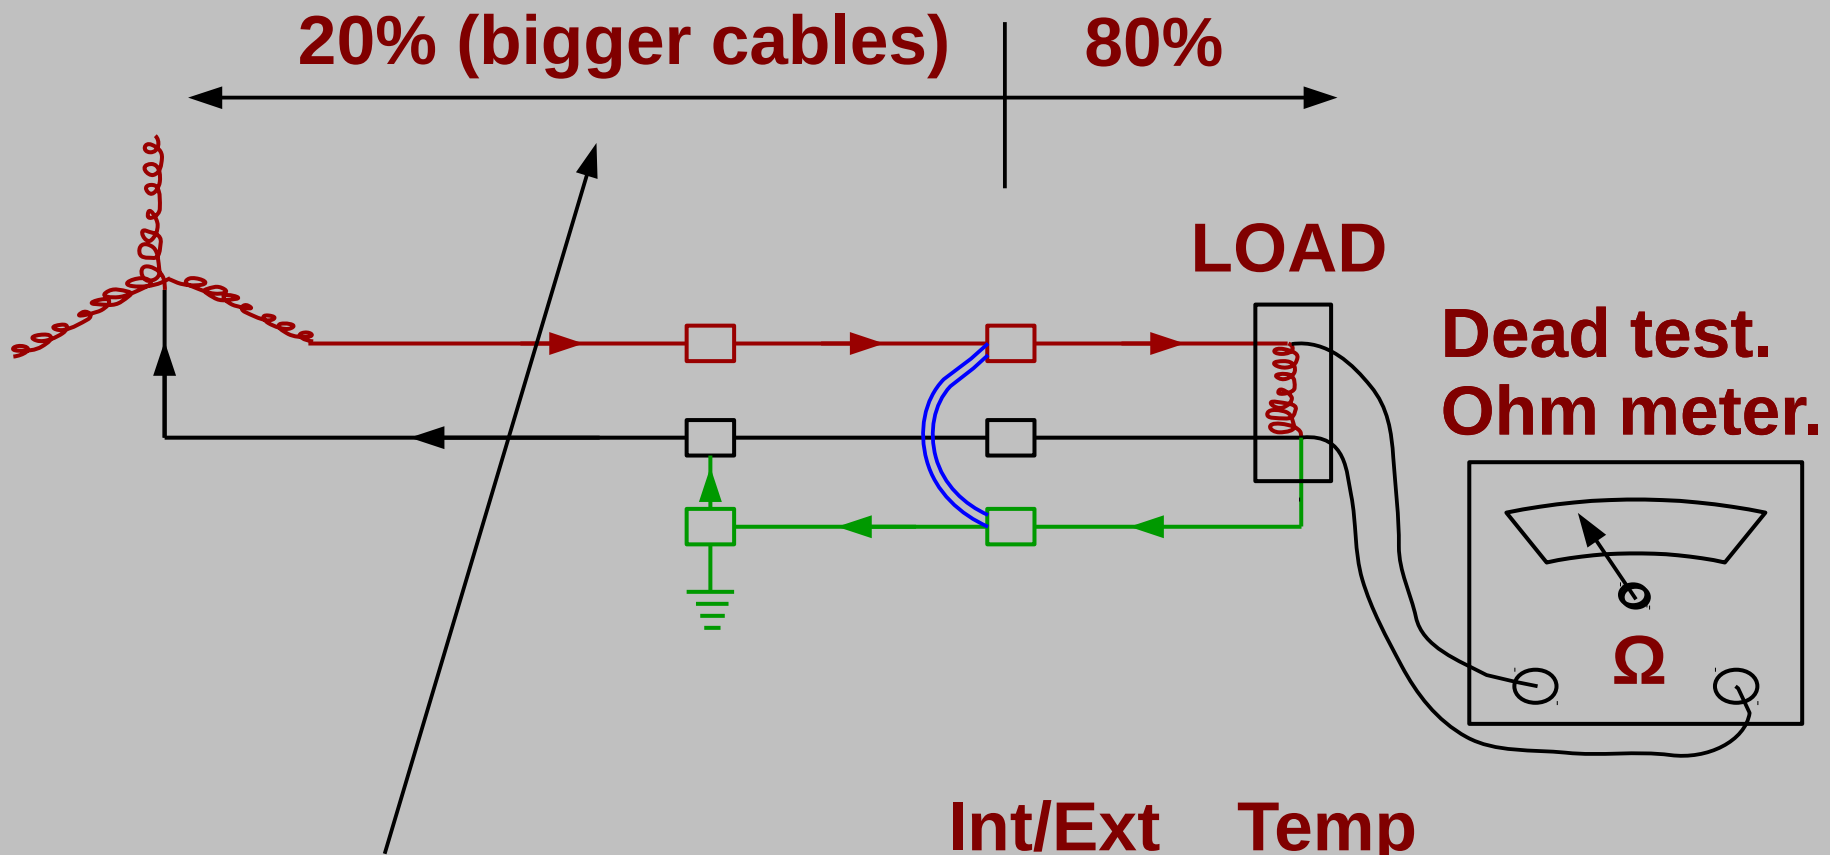 20% (bigger cables) 80%
LOAD
Dead test.
Ohm meter.
Ω
Int/Ext Temp